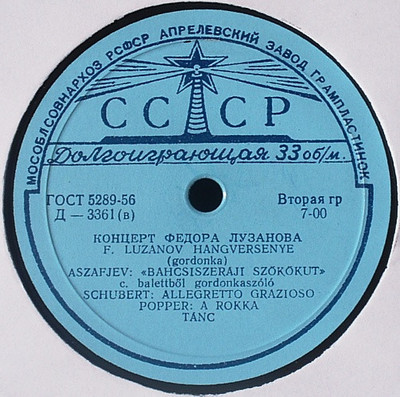 МОСОБЛСОВНАРХОЗ РСФСР АПРЕЛЕВСКИЙ ЗАВОД ГРАМПЛАСТИНОК
СССР
Долгоиграющая 33 об/м.
ГОСТ 5289-56
Д — 3361 (в)
Вторая гр
7-00
КОНЦЕРТ ФЕДОРА ЛУЗАНОВА
F. LUZANOV HANGVERSENYE
(gordonka)
ASZAFJEV: «BAHCSISZERAJI SZÖKÖKUT»
c. balettből gordonkaszóló
SCHUBERT: ALLEGRETTO GRAZIOSO
POPPER: A ROKKA
TÁNC